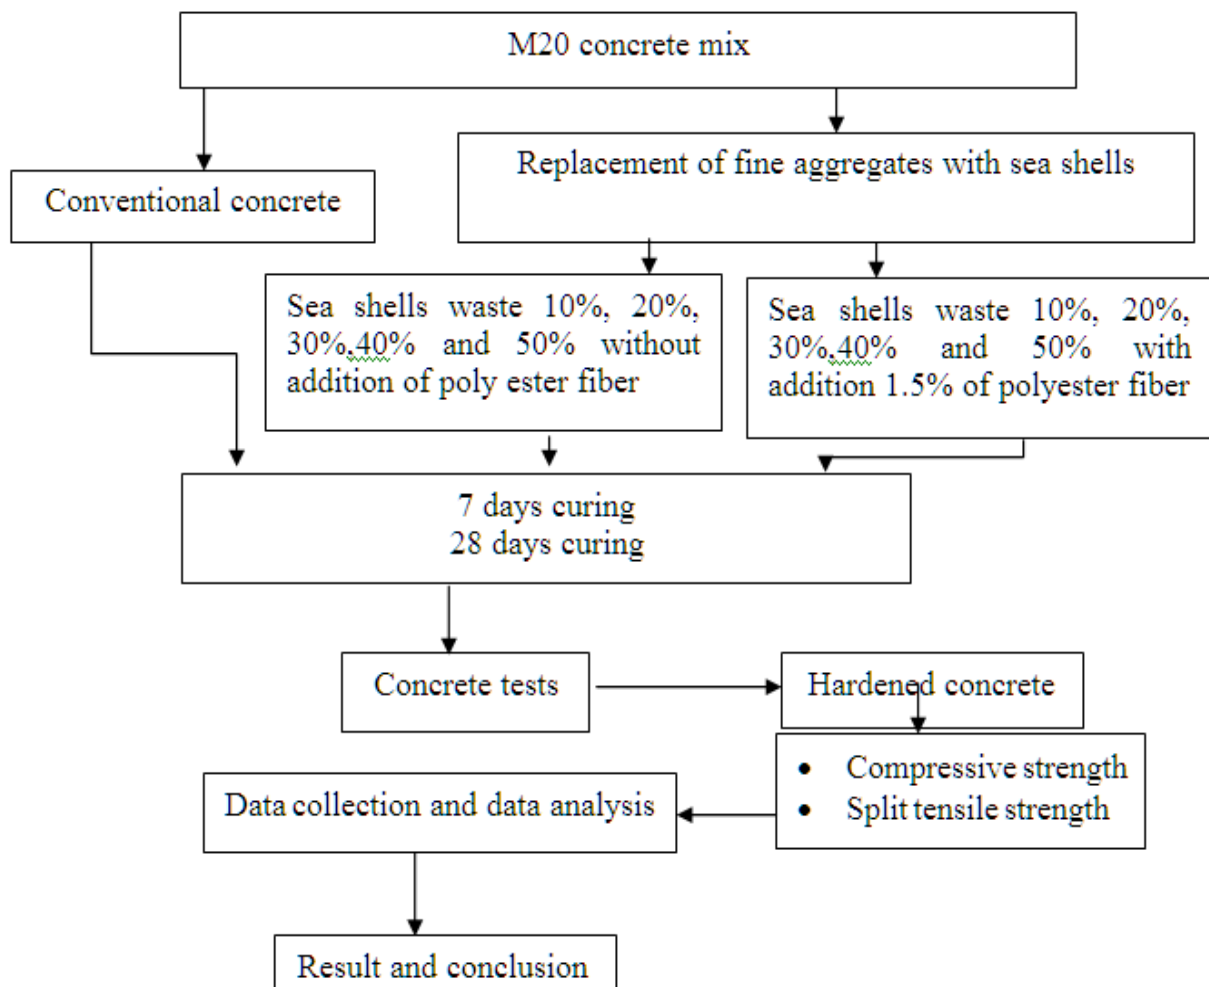 M20 concrete mix
Replacement of fine aggregates with sea shells
Conventional concrete
Sea shells waste 10%, 20%,
30%,40% and 50% without
addition of poly ester fiber
Sea shells waste 10%, 20%,
30%,40% and 50% with
addition 1.5% of polyester fiber
7 days curing
28 days curing
Concrete tests
Hardened concrete
• Compressive strength
• Split tensile strength
Data collection and data analysis
Result and conclusion